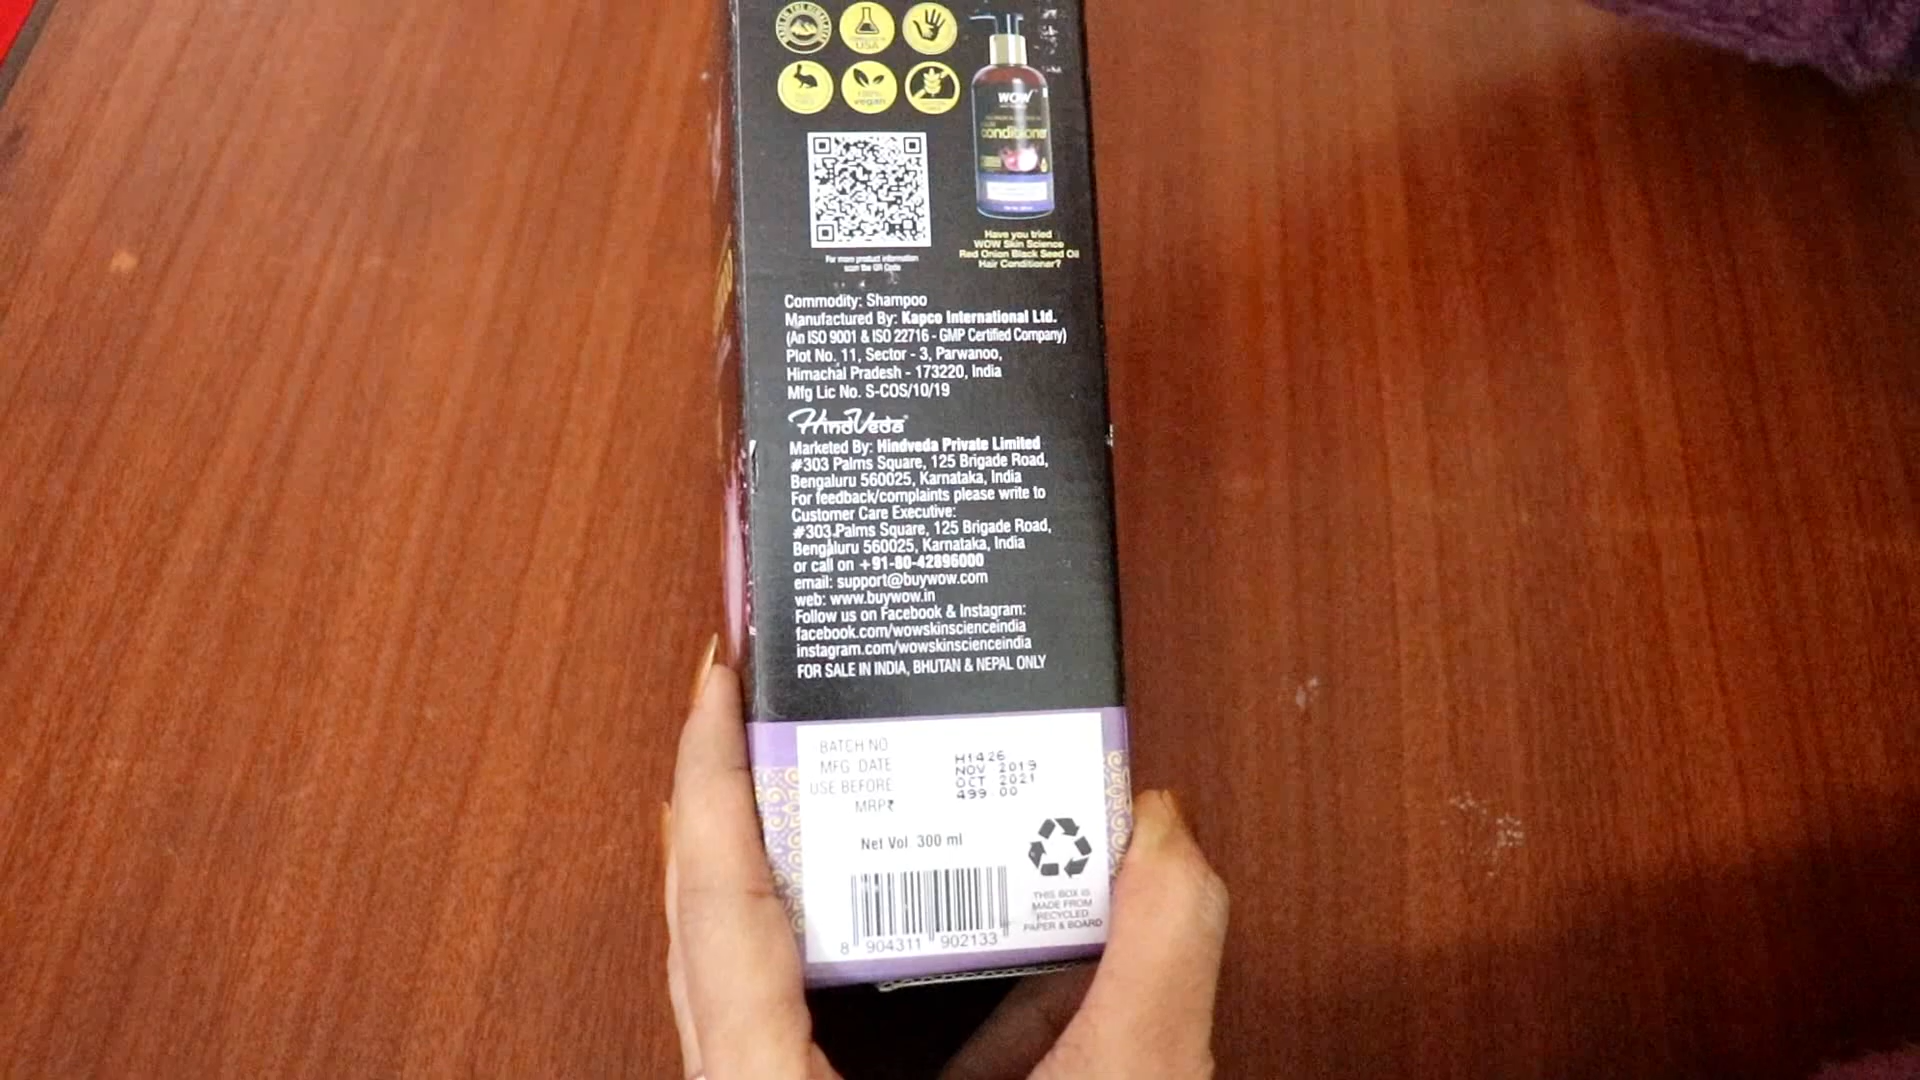 USA
100%
vegan
WOW
conditioner
For more product information
scan the QR Code
Have you tried
WOW Skin Science
Red Onion Black Seed Oil
Hair Conditioner?
Commodity: Shampoo
Manufactured By: Kapco International Ltd.
(An ISO 9001 & ISO 22716 - GMP Certified Company)
Plot No. 11, Sector - 3, Parwanoo,
Himachal Pradesh - 173220, India
Mfg Lic No. S-COS/10/19
HindVeda
Marketed By: Hindveda Private Limited
#303 Palms Square, 125 Brigade Road,
Bengaluru 560025, Karnataka, India
For feedback/complaints please write to
Customer Care Executive:
#303 Palms Square, 125 Brigade Road,
Bengaluru 560025, Karnataka, India
or call on +91-80-42896000
email: support@buywow.com
web: www.buywow.in
Follow us on Facebook & Instagram:
facebook.com/wowskinscienceindia
instagram.com/wowskinscienceindia
FOR SALE IN INDIA, BHUTAN & NEPAL ONLY
BATCH NO H1426
MFG DATE NOV 2019
USE BEFORE OCT 2021
MRP₹ 499 00
Net Vol 300 ml
THIS BOX IS
MADE FROM
RECYCLED
PAPER & BOARD
8 904311 902133